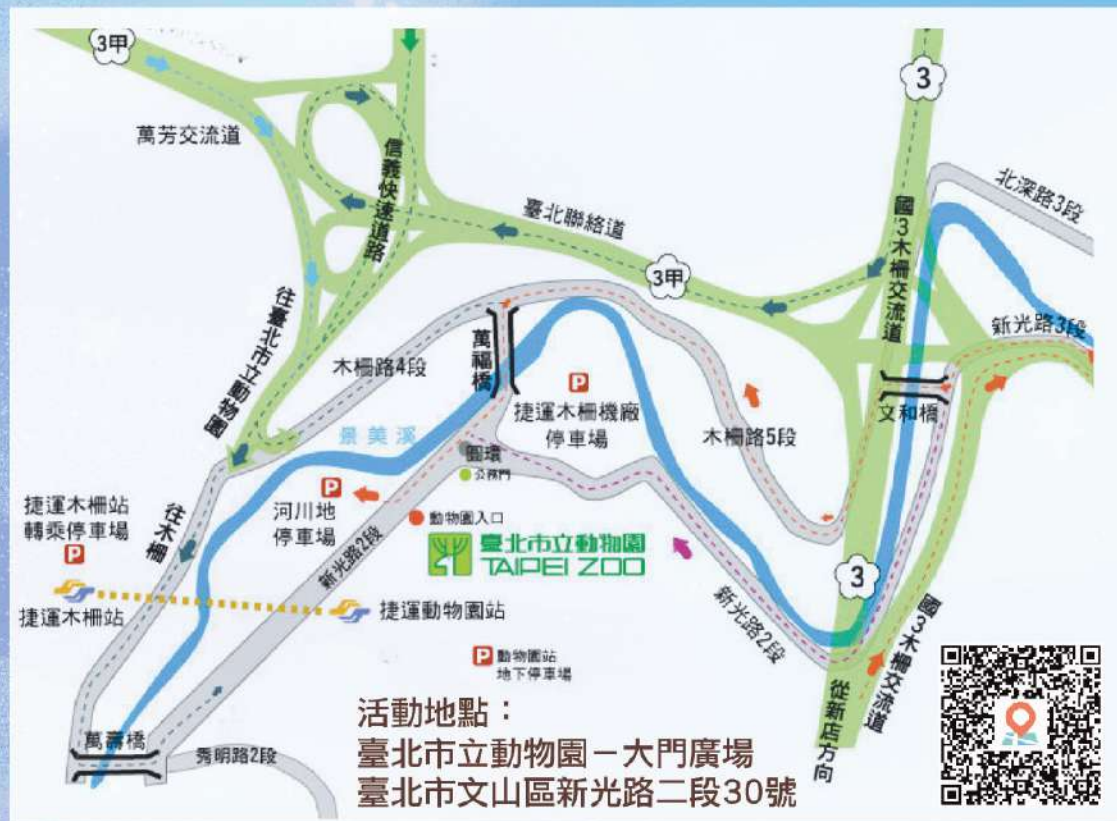 3甲
3
萬芳交流道
信義快速道路
臺北聯絡道
3甲
國3木柵交流道
北深路3段
新光路3段
往臺北市立動物園
木柵路4段
萬福橋
P
捷運木柵機廠
停車場
木柵路5段
文和橋
景美溪
圓環
公務門
捷運木柵站
轉乘停車場
P
往木柵
P
河川地
停車場
動物園入口
臺北市立動物園
TAIPEI ZOO
新光路2段
捷運木柵站
捷運動物園站
3
新光路2段
國3木柵交流道
從新店方向
P
動物園站
地下停車場
萬壽橋
秀明路2段
活動地點：
臺北市立動物園－大門廣場
臺北市文山區新光路二段30號